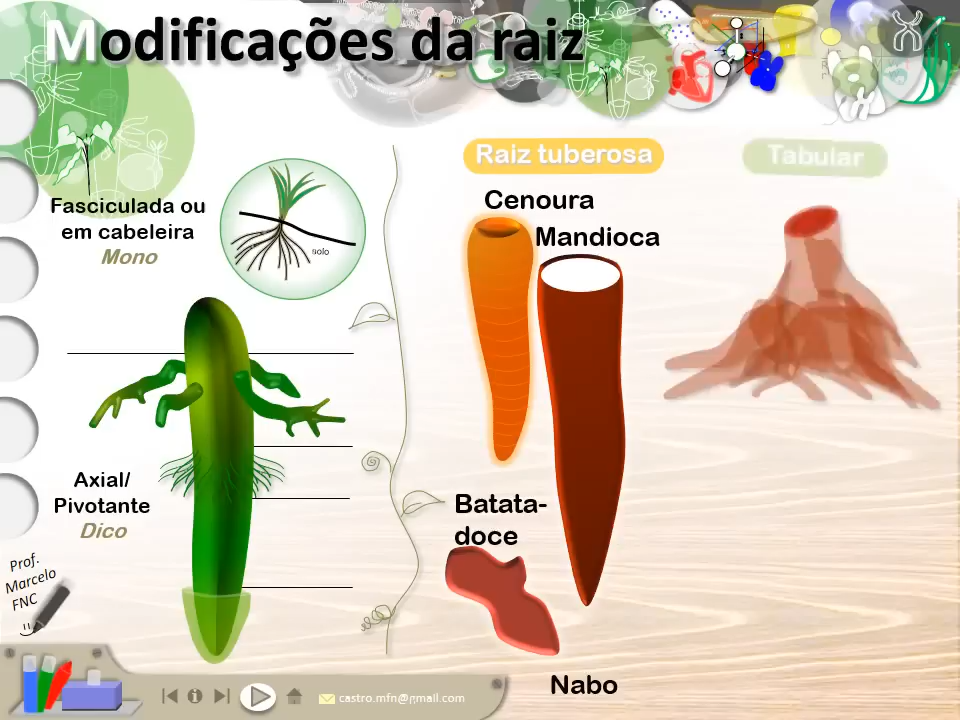 Modificações da raiz
Fasciculada ou
em cabeleira
Mono
solo
Axial/
Pivotante
Dico
Raiz tuberosa
Cenoura
Mandioca
Batata-
doce
Nabo
Tabular
Prof.
Marcelo
FNC
castro.mfn@gmail.com